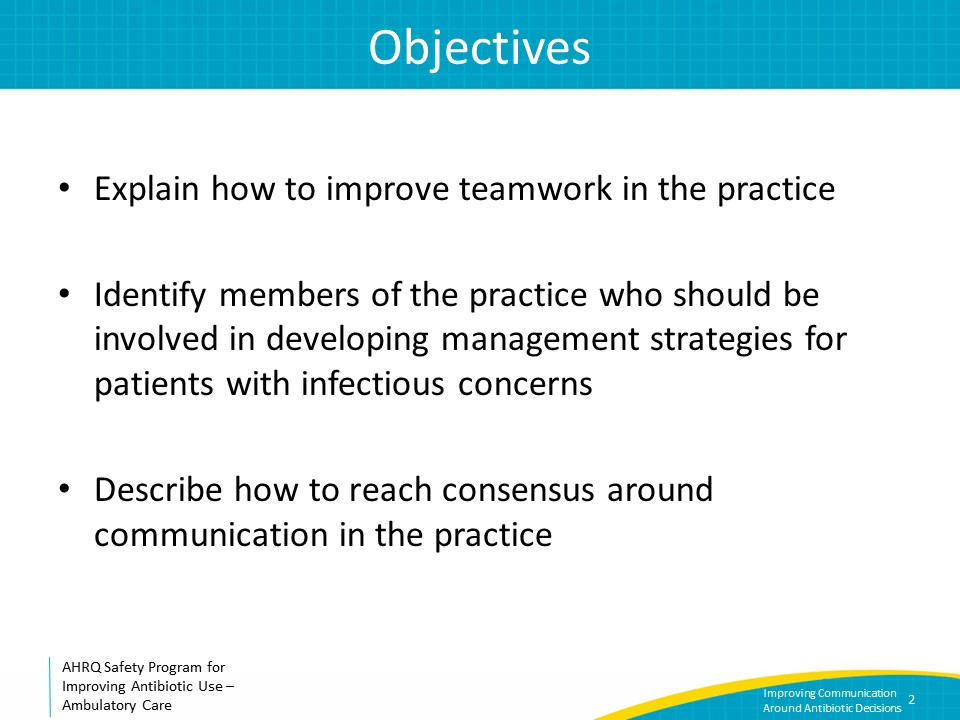 Objectives
• Explain how to improve teamwork in the practice
• Identify members of the practice who should be
involved in developing management strategies for
patients with infectious concerns
• Describe how to reach consensus around
communication in the practice
AHRQ Safety Program for
Improving Antibiotic Use –
Ambulatory Care
Improving Communication
Around Antibiotic Decisions
2